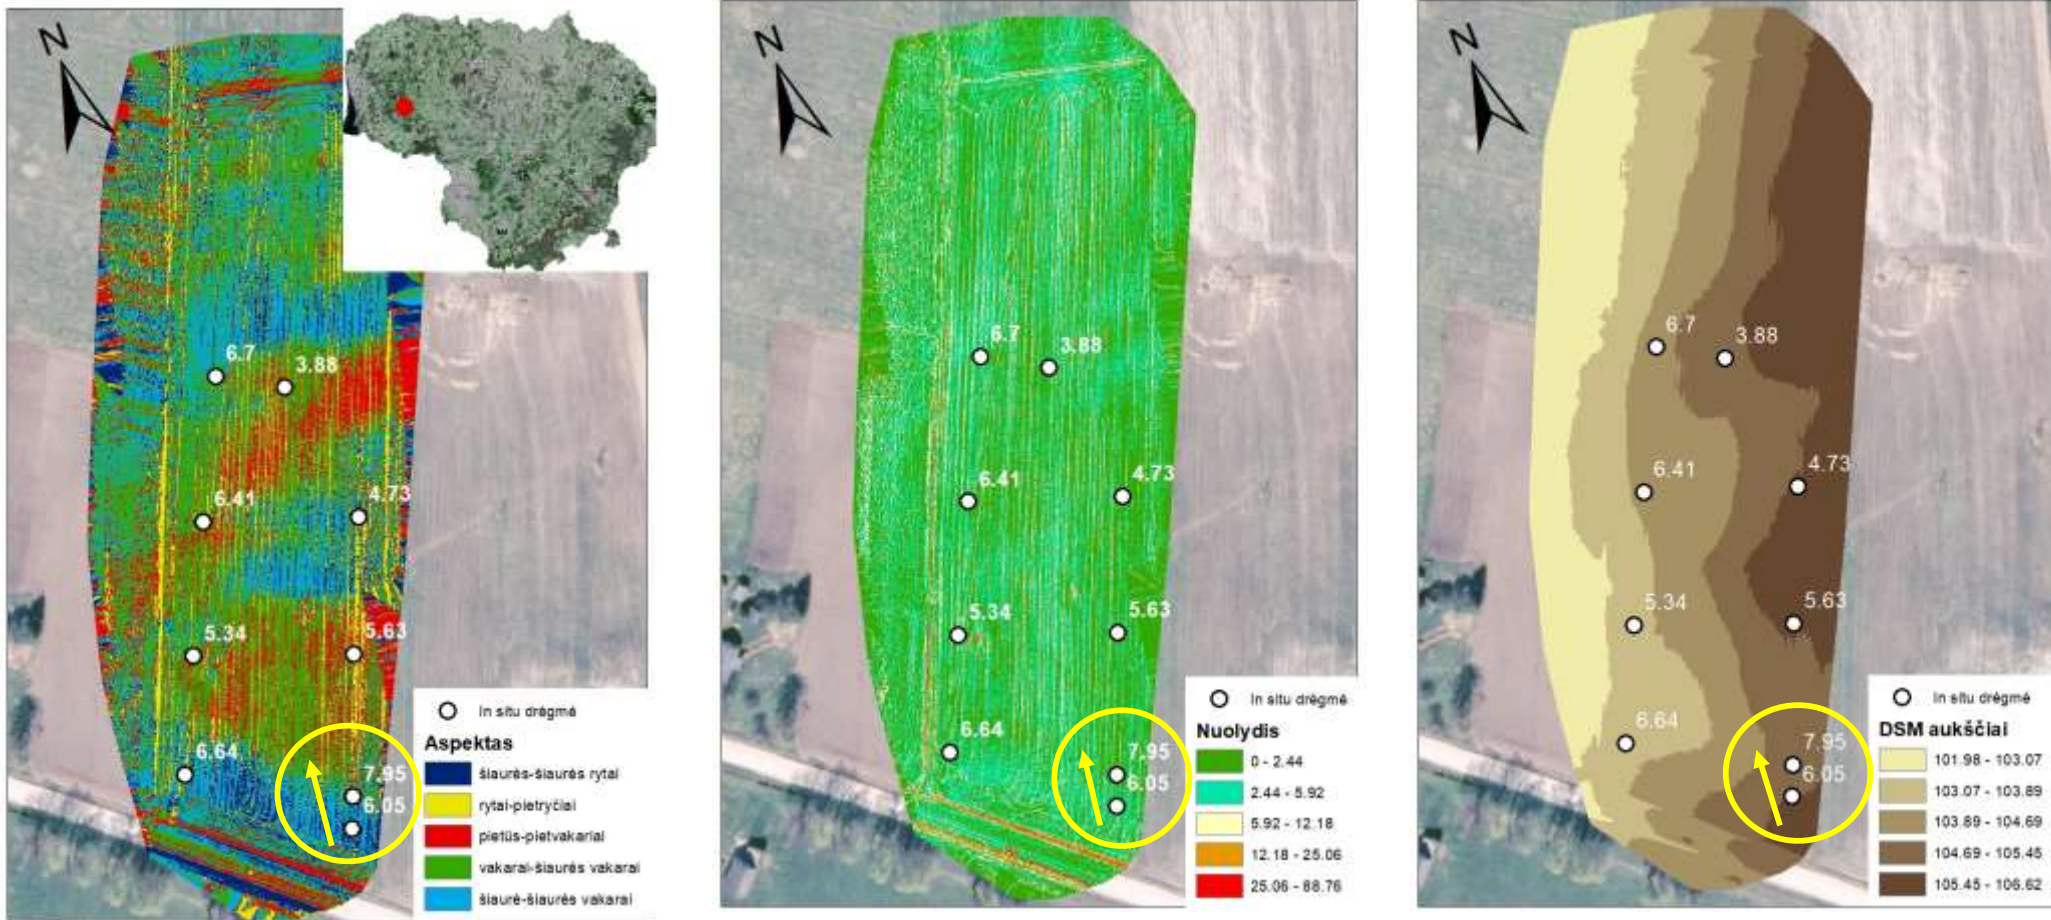 N
6.7
3.88
6.41
4.73
5.34
5.63
6.64
7.95
6.05
In situ drėgmė
Aspektas
šiaurės-šiaurės rytai
rytai-pietryčiai
pietūs-pietvakariai
vakarai-šiaurės vakarai
šiaurė-šiaurės vakarai
N
6.7
3.88
6.41
4.73
5.34
5.63
6.64
7.95
6.05
In situ drėgmė
Nuolydis
0 - 2.44
2.44 - 5.92
5.92 - 12.18
12.18 - 25.06
25.06 - 88.76
N
6.7
3.88
6.41
4.73
5.34
5.63
6.64
7.95
6.05
In situ drėgmė
DSM aukščiai
101.98 - 103.07
103.07 - 103.89
103.89 - 104.69
104.69 - 105.45
105.45 - 106.62